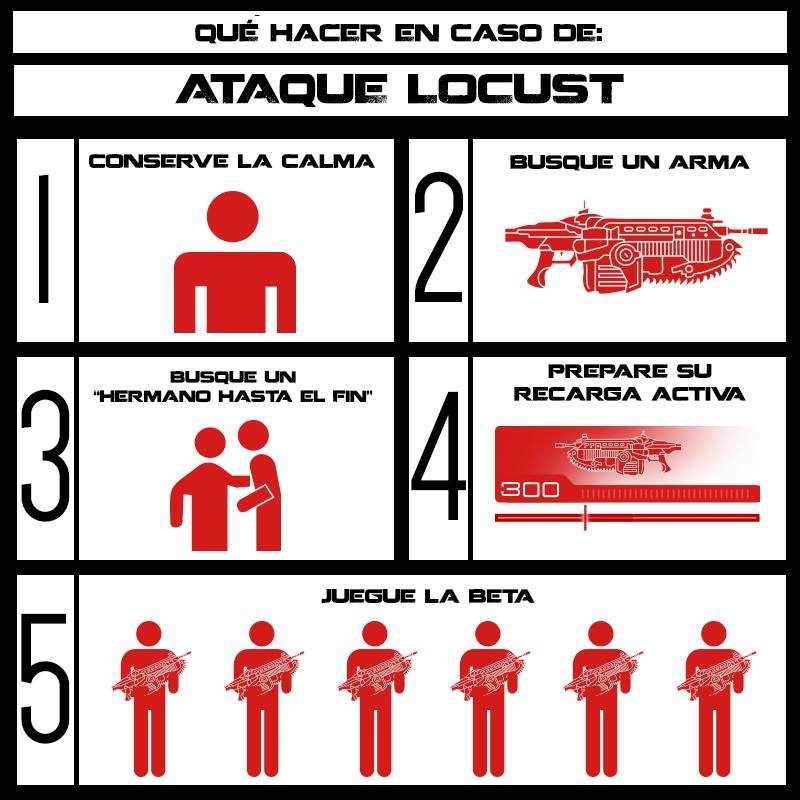 QUÉ HACER EN CASO DE:
ATAQUE LOCUST
1
CONSERVE LA CALMA
2
BUSQUE UN ARMA
3
BUSQUE UN
“HERMANO HASTA EL FIN”
4
PREPARE SU
RECARGA ACTIVA
300
5
JUEGUE LA BETA